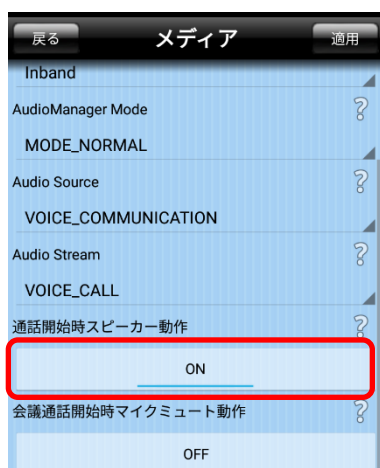 戻る
メディア
適用
Inband
AudioManager Mode
?
MODE_NORMAL
Audio Source
?
VOICE_COMMUNICATION
Audio Stream
?
VOICE_CALL
通話開始時スピーカー動作
?
ON
会議通話開始時マイクミュート動作
?
OFF